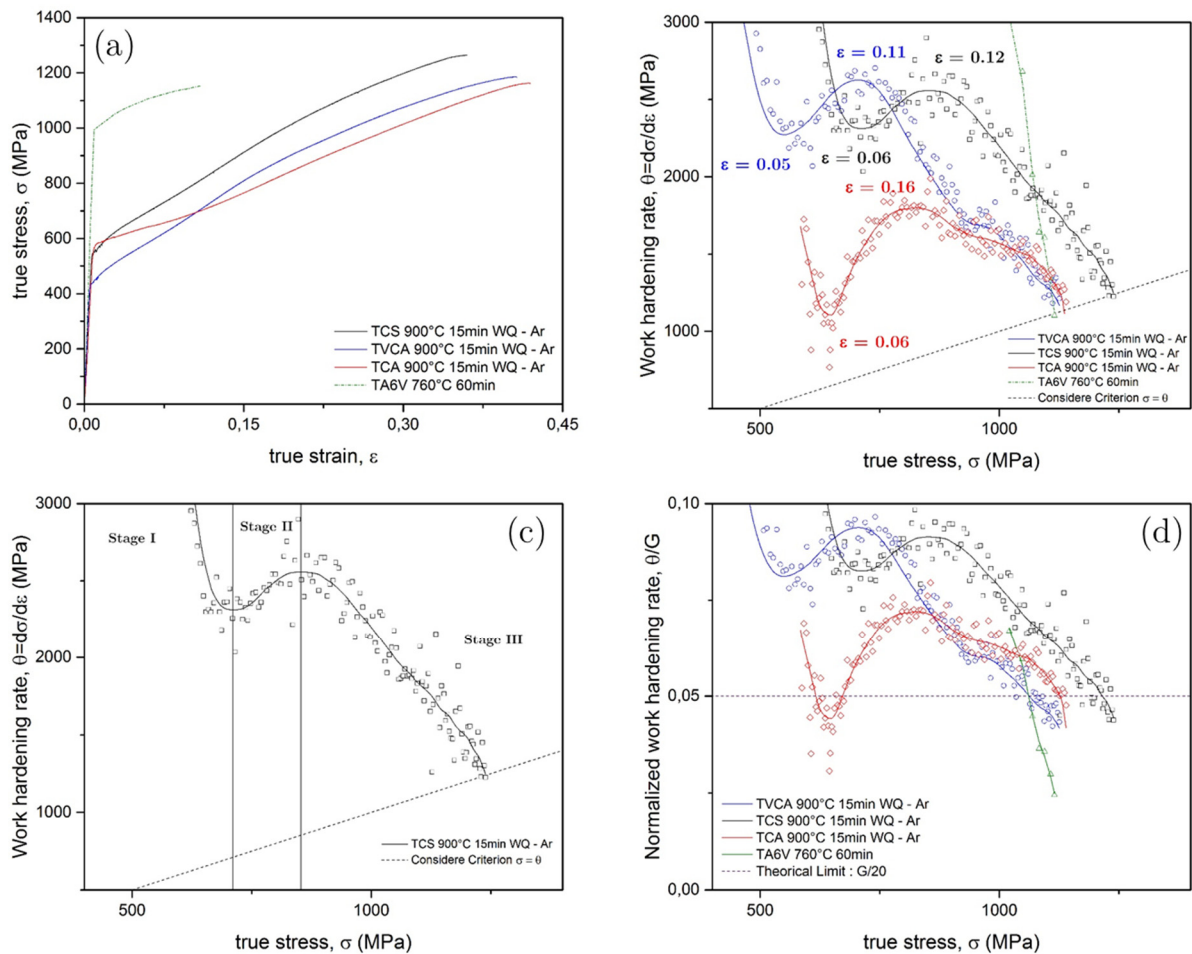 (a)
1400
1200
1000
800
600
400
200
0
true stress, σ (MPa)
0,00
0,15
0,30
0,45
true strain, ε
TCS 900°C 15min WQ - Ar
TVCA 900°C 15min WQ - Ar
TCA 900°C 15min WQ - Ar
TA6V 760°C 60min
3000
2000
1000
Work hardening rate, θ=dσ/dε (MPa)
ε = 0.11
ε = 0.12
ε = 0.05
ε = 0.06
ε = 0.16
ε = 0.06
TVCA 900°C 15min WQ - Ar
TCS 900°C 15min WQ - Ar
TCA 900°C 15min WQ - Ar
TA6V 760°C 60min
Considere Criterion σ = θ
500
750
1000
true stress, σ (MPa)
(c)
3000
2000
1000
Work hardening rate, θ=dσ/dε (MPa)
Stage I
Stage II
Stage III
TCS 900°C 15min WQ - Ar
Considere Criterion σ = θ
500
750
1000
true stress, σ (MPa)
(d)
0,10
0,05
0,00
Normalized work hardening rate, θ/G
TVCA 900°C 15min WQ - Ar
TCS 900°C 15min WQ - Ar
TCA 900°C 15min WQ - Ar
TA6V 760°C 60min
Theorical Limit : G/20
500
750
1000
true stress, σ (MPa)